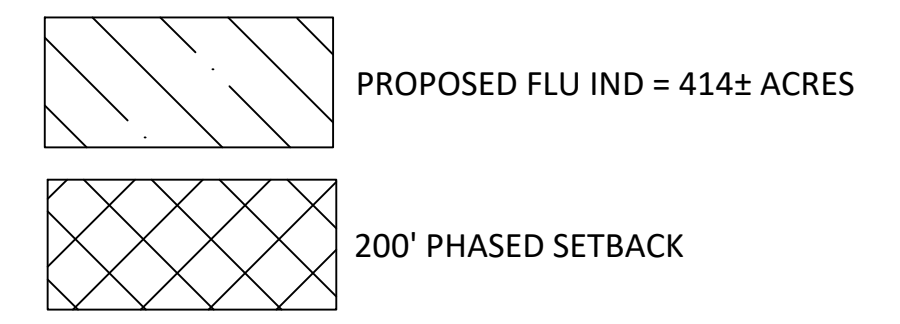 PROPOSED FLU IND = 414± ACRES
200' PHASED SETBACK